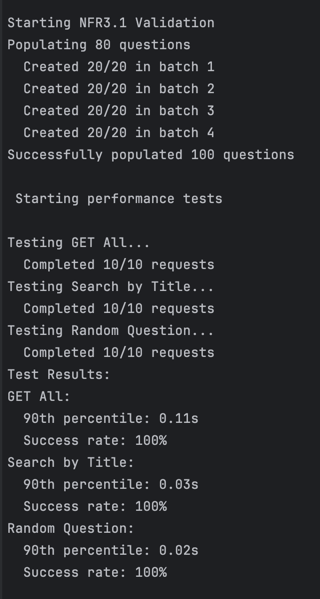 Starting NFR3.1 Validation
Populating 80 questions
  Created 20/20 in batch 1
  Created 20/20 in batch 2
  Created 20/20 in batch 3
  Created 20/20 in batch 4
Successfully populated 100 questions
 Starting performance tests
Testing GET All...
  Completed 10/10 requests
Testing Search by Title...
  Completed 10/10 requests
Testing Random Question...
  Completed 10/10 requests
Test Results:
GET All:
  90th percentile: 0.11s
  Success rate: 100%
Search by Title:
  90th percentile: 0.03s
  Success rate: 100%
Random Question:
  90th percentile: 0.02s
  Success rate: 100%